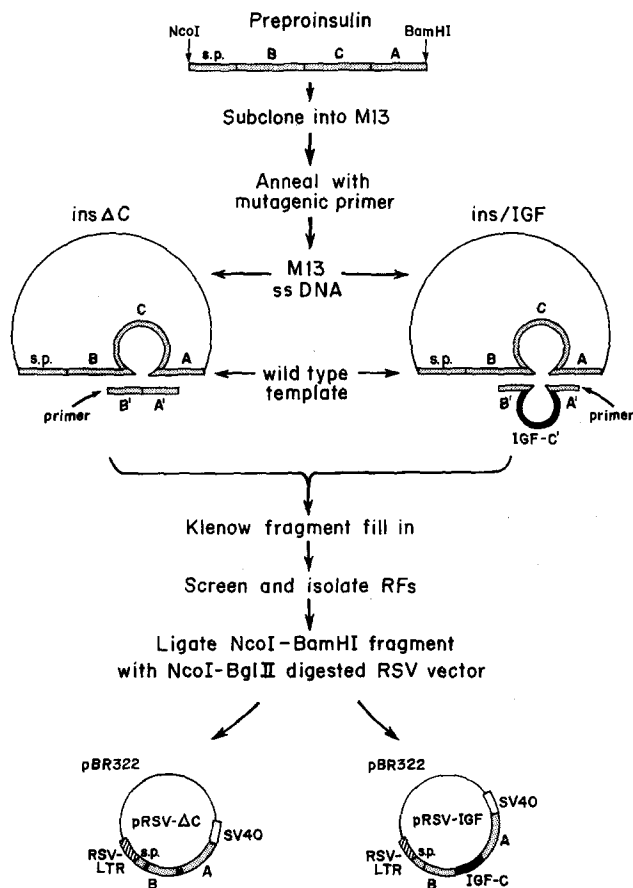 Preproinsulin
NcoI
BamHI
s.p. B C A
Subclone into M13
Anneal with
mutagenic primer
ins Δ C
ins/IGF
M13
ss DNA
C
C
s.p. B A
s.p. B A
wild type
template
primer
B' A'
B' A'
primer
IGF-C'
Klenow fragment fill in
Screen and isolate RFs
Ligate NcoI-BamHI fragment
with NcoI-BglII digested RSV vector
pBR322
pBR322
pRSV-ΔC
pRSV-IGF
SV40
SV40
RSV-
LTR
s.p.
B
A
RSV-
LTR
s.p.
B
IGF-C
A